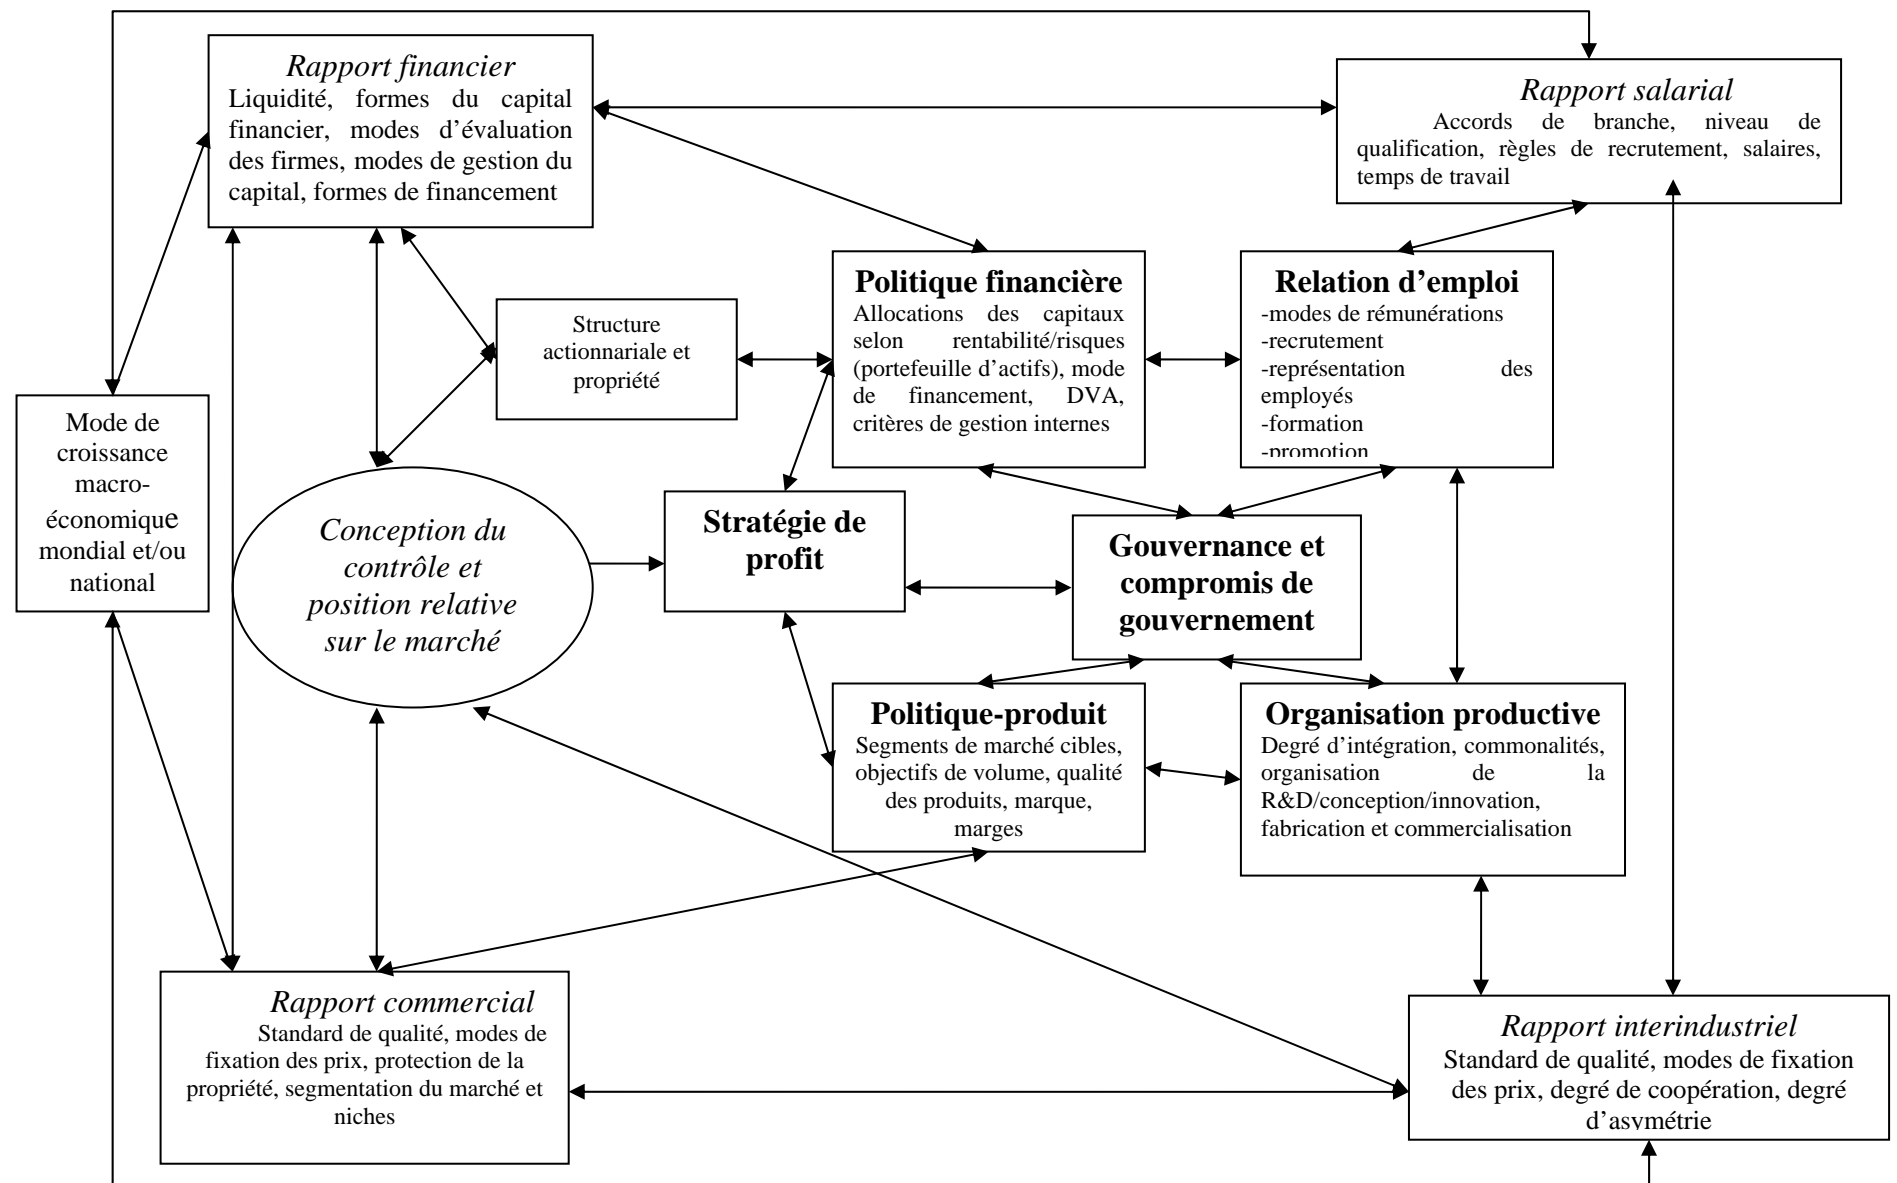 Rapport financier
Liquidité, formes du capital
financier, modes d’évaluation
des firmes, modes de gestion du
capital, formes de financement
Rapport salarial
Accords de branche, niveau de
qualification, règles de recrutement, salaires,
temps de travail
Structure
actionnariale et
propriété
Politique financière
Allocations des capitaux
selon rentabilité/risques
(portefeuille d’actifs), mode
de financement, DVA,
critères de gestion internes
Relation d’emploi
-modes de rémunérations
-recrutement
-représentation des
employés
-formation
-promotion
Mode de
croissance
macro-
économique
mondial et/ou
national
Conception du
contrôle et
position relative
sur le marché
Stratégie de
profit
Gouvernance et
compromis de
gouvernement
Politique-produit
Segments de marché cibles,
objectifs de volume, qualité
des produits, marque,
marges
Organisation productive
Degré d’intégration, commonalités,
organisation de la
R&D/conception/innovation,
fabrication et commercialisation
Rapport commercial
Standard de qualité, modes de
fixation des prix, protection de la
propriété, segmentation du marché et
niches
Rapport interindustriel
Standard de qualité, modes de fixation
des prix, degré de coopération, degré
d’asymétrie